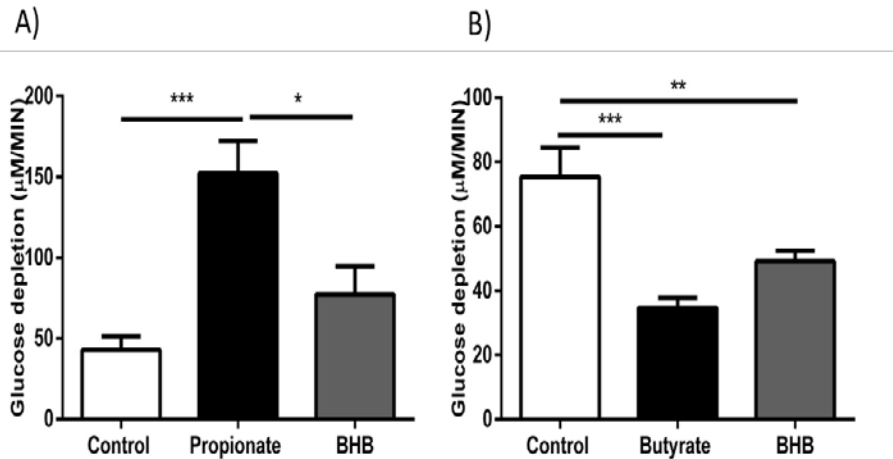 A)
B)
Glucose depletion (µM/MIN)
200
150
100
50
0
***
*
Control Propionate BHB
Glucose depletion (µM/MIN)
100
80
60
40
20
0
**
***
Control Butyrate BHB